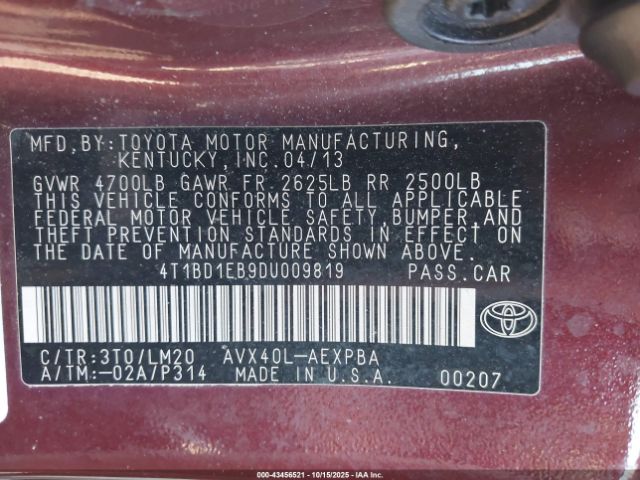 MFD.BY:TOYOTA MOTOR MANUFACTURING,
KENTUCKY,INC.04/13
GVWR 4700LB GAWR FR 2625LB RR 2500LB
THIS VEHICLE CONFORMS TO ALL APPLICABLE
FEDERAL MOTOR VEHICLE SAFETY,BUMPER,AND
THEFT PREVENTION STANDARDS IN EFFECT ON
THE DATE OF MANUFACTURE SHOWN ABOVE.
4T1BD1EB9DU009819 PASS.CAR
C/TR:3T0/LM20 AVX40L-AEXPBA
A/TM:-02A/P314 MADE IN U.S.A. 00207
000-43456521 - 10/15/2025 - IAA Inc. (IAA)